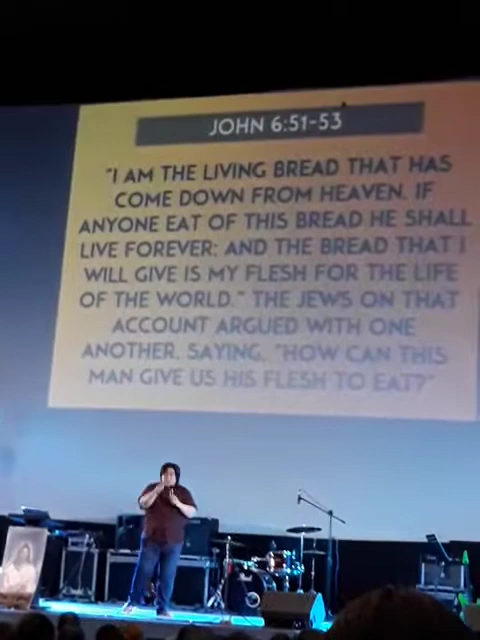 JOHN 6:51-53
"I AM THE LIVING BREAD THAT HAS
COME DOWN FROM HEAVEN. IF
ANYONE EAT OF THIS BREAD HE SHALL
LIVE FOREVER: AND THE BREAD THAT I
WILL GIVE IS MY FLESH FOR THE LIFE
OF THE WORLD." THE JEWS ON THAT
ACCOUNT ARGUED WITH ONE
ANOTHER. SAYING. "HOW CAN THIS
MAN GIVE US HIS FLESH TO EAT?"